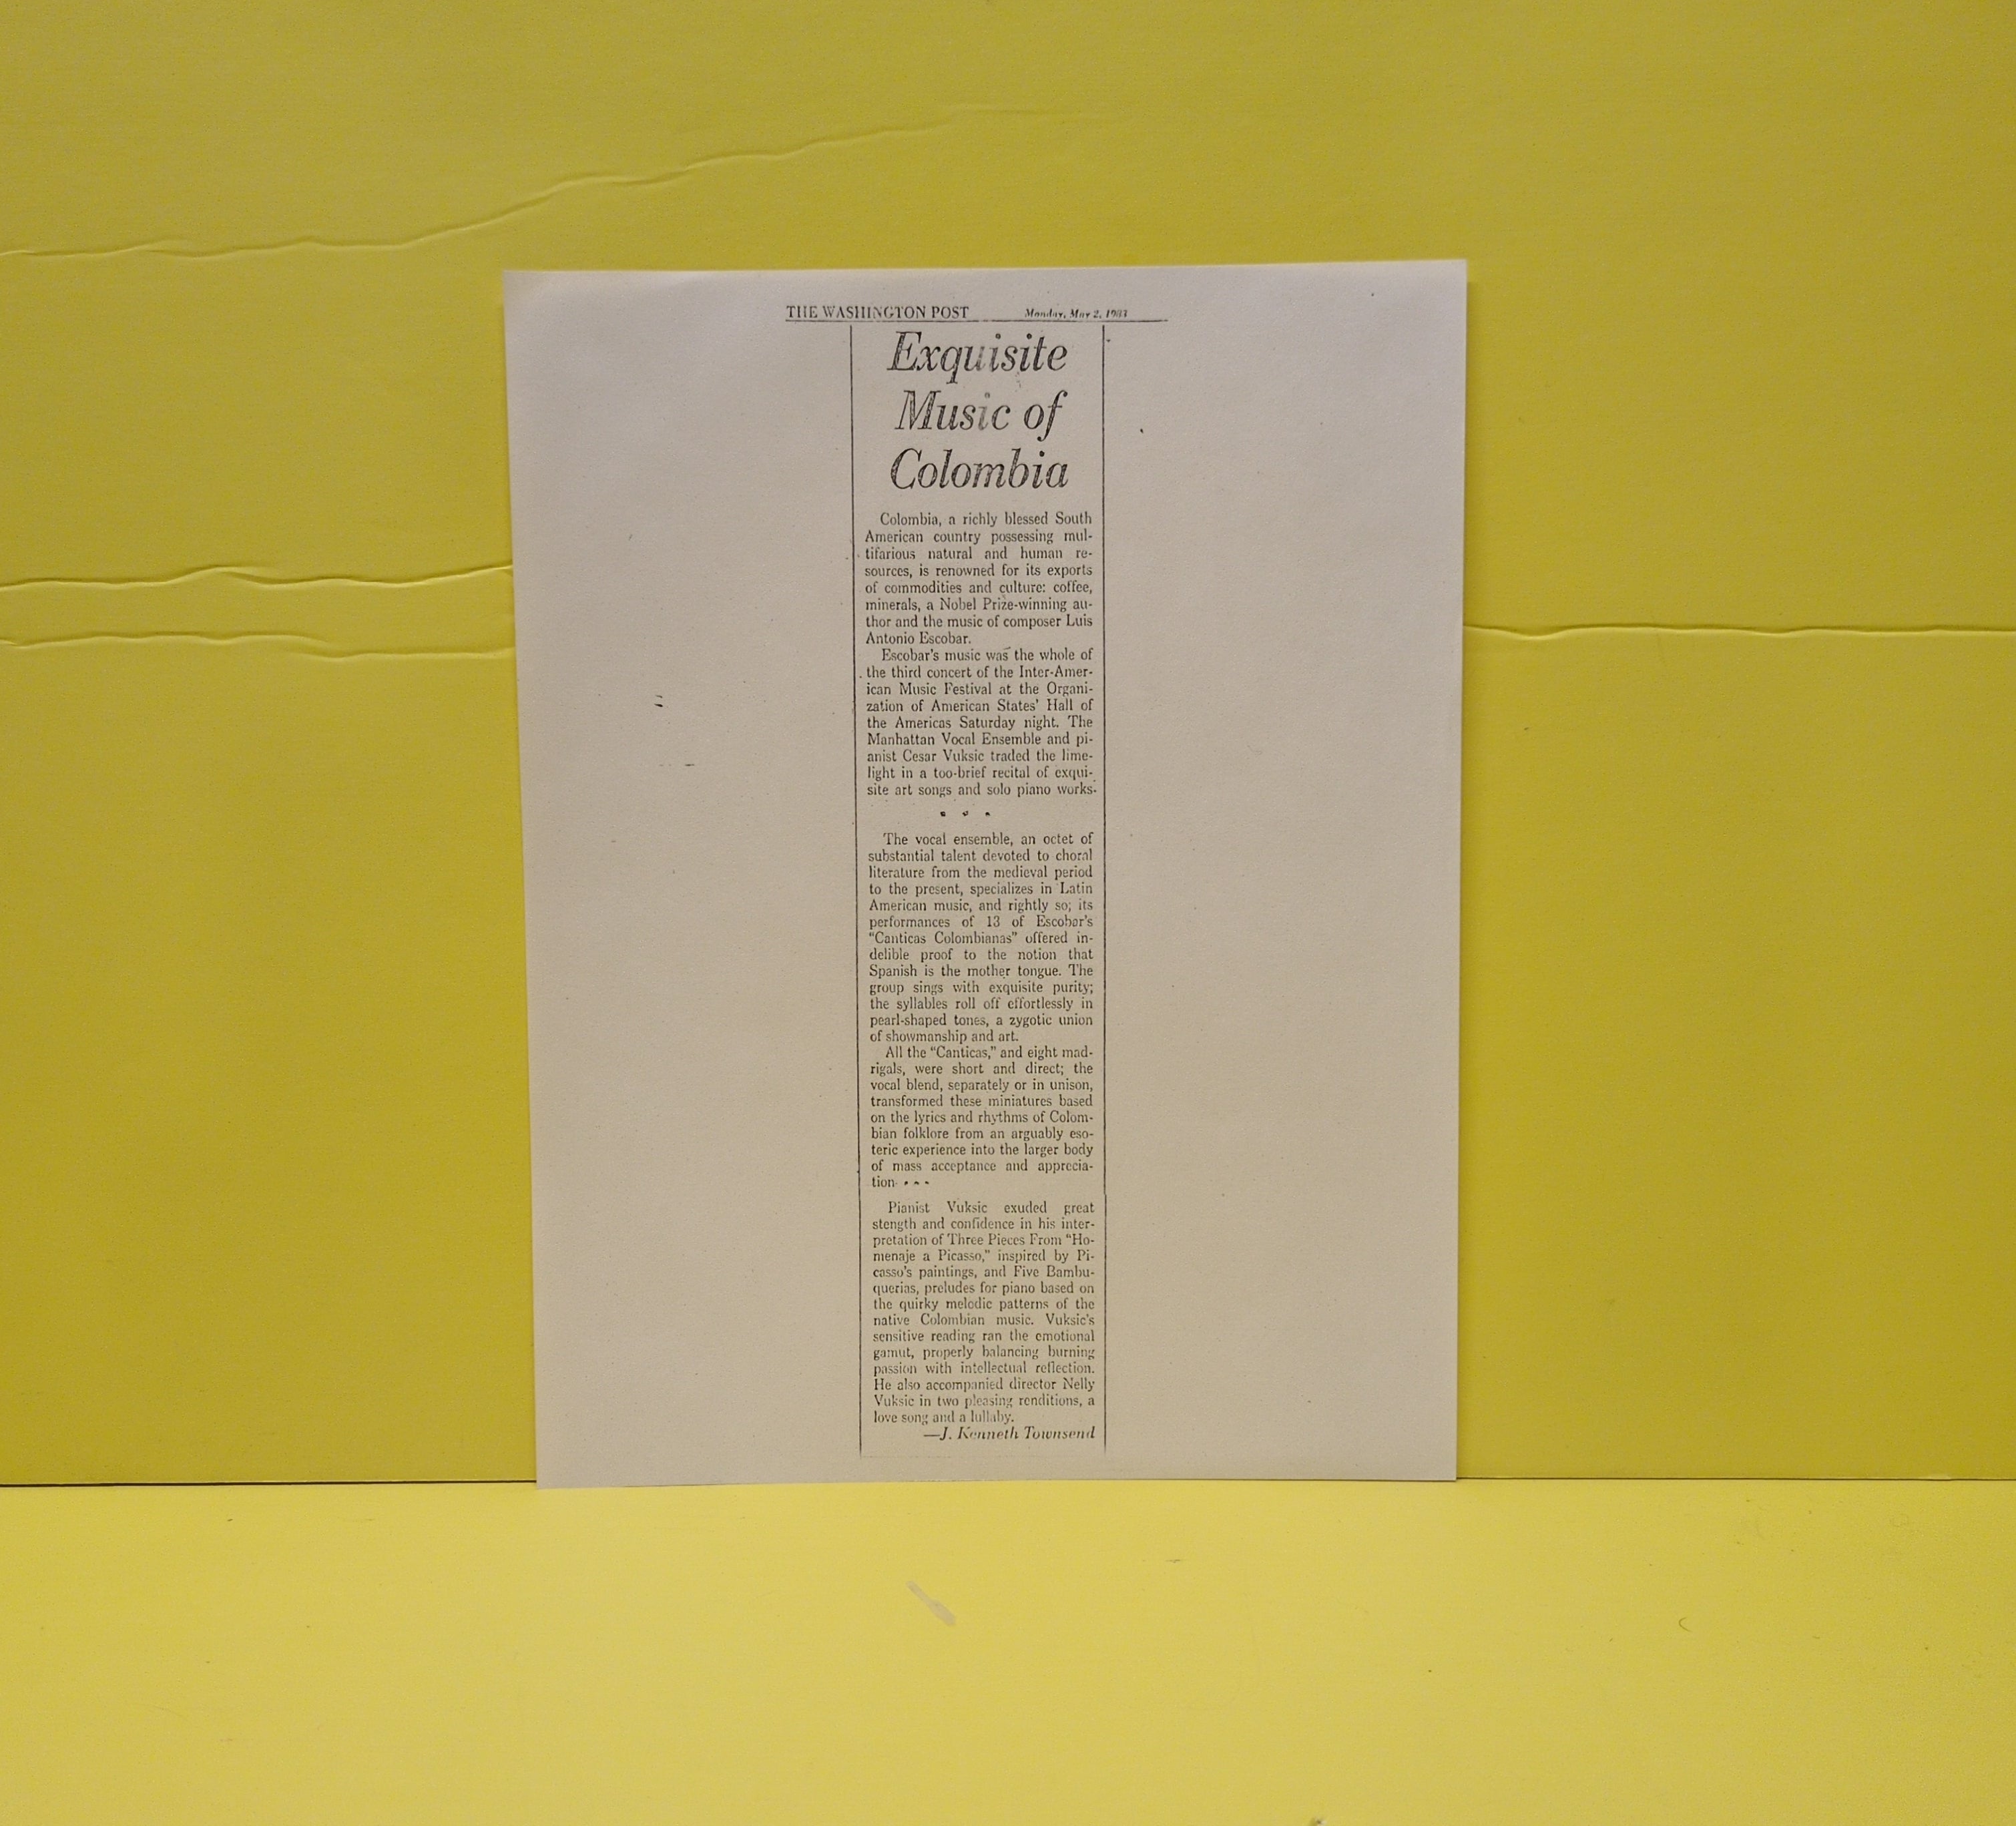 THE WASHINGTON POST Monday, May 2, 1983
Exquisite
Music of
Colombia
Colombia, a richly blessed South
American country possessing mul-
tifarious natural and human re-
sources, is renowned for its exports
of commodities and culture: coffee,
minerals, a Nobel Prize-winning au-
thor and the music of composer Luis
Antonio Escobar.
Escobar's music was the whole of
the third concert of the Inter-Amer-
ican Music Festival at the Organi-
zation of American States' Hall of
the Americas Saturday night. The
Manhattan Vocal Ensemble and pi-
anist Cesar Vuksic traded the lime-
light in a too-brief recital of exqui-
site art songs and solo piano works.
• • •
The vocal ensemble, an octet of
substantial talent devoted to choral
literature from the medieval period
to the present, specializes in Latin
American music, and rightly so; its
performances of 13 of Escobar's
“Canticas Colombianas” offered in-
delible proof to the notion that
Spanish is the mother tongue. The
group sings with exquisite purity;
the syllables roll off effortlessly in
pearl-shaped tones, a zygotic union
of showmanship and art.
All the “Canticas,” and eight mad-
rigals, were short and direct; the
vocal blend, separately or in unison,
transformed these miniatures based
on the lyrics and rhythms of Colom-
bian folklore from an arguably eso-
teric experience into the larger body
of mass acceptance and apprecia-
tion • • •
Pianist Vuksic exuded great
stength and confidence in his inter-
pretation of Three Pieces From “Ho-
menaje a Picasso,” inspired by Pi-
casso's paintings, and Five Bambu-
querias, preludes for piano based on
the quirky melodic patterns of the
native Colombian music. Vuksic's
sensitive reading ran the emotional
gamut, properly balancing burning
passion with intellectual reflection.
He also accompanied director Nelly
Vuksic in two pleasing renditions, a
love song and a lullaby.
—J. Kenneth Townsend